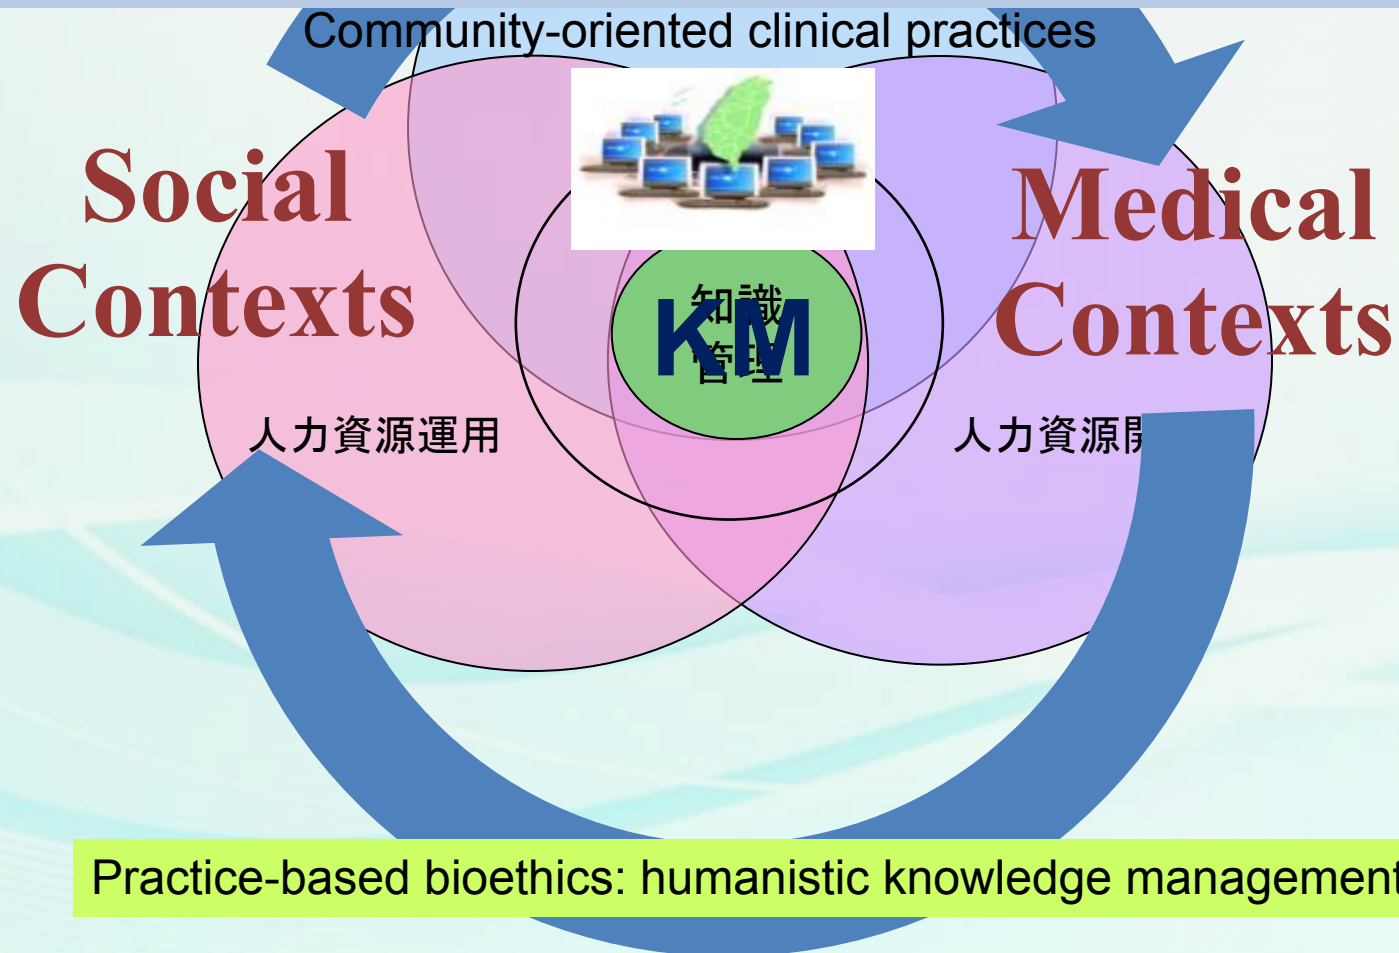 Community-oriented clinical practices
Social
Contexts
Medical
Contexts
知識
管理
KM
人力資源運用
人力資源開
Practice-based bioethics: humanistic knowledge management